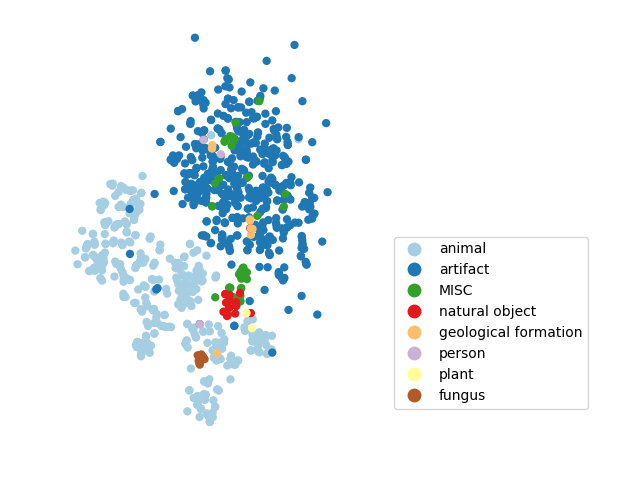 animal
artifact
MISC
natural object
geological formation
person
plant
fungus